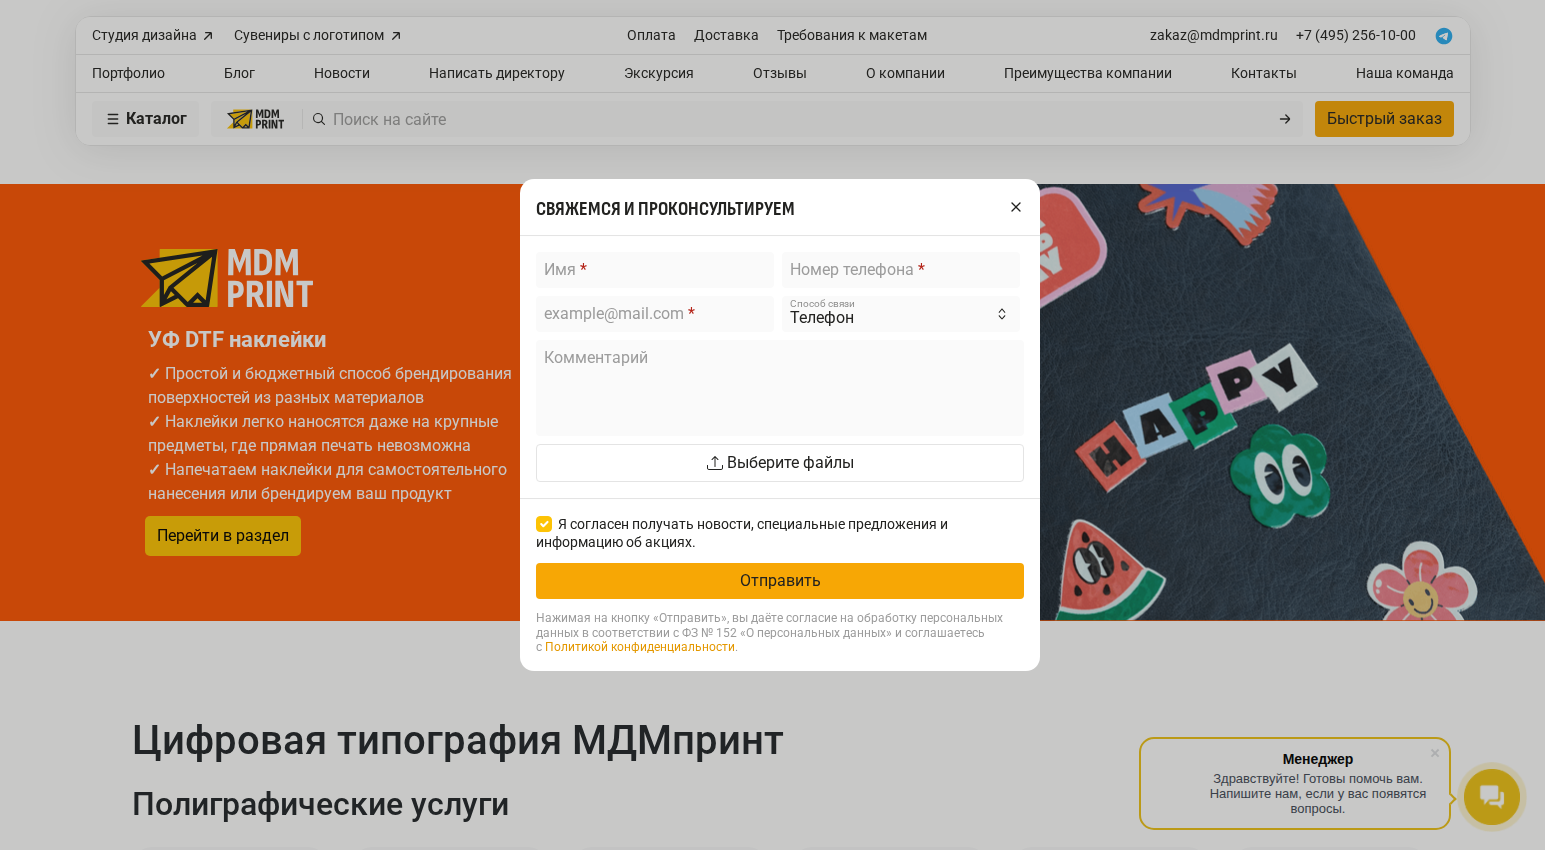 Студия дизайна
Сувениры с логотипом
Оплата
Доставка
Требования к макетам
zakaz@mdmprint.ru
+7 (495) 256-10-00
Портфолио
Блог
Новости
Написать директору
Экскурсия
Отзывы
О компании
Преимущества компании
Контакты
Наша команда
Каталог
MDM
PRINT
Поиск на сайте
Быстрый заказ
СВЯЖЕМСЯ И ПРОКОНСУЛЬТИРУЕМ
Имя *
Номер телефона *
example@mail.com *
Способ связи
Телефон
Комментарий
Выберите файлы
Я согласен получать новости, специальные предложения и
информацию об акциях.
Отправить
Нажимая на кнопку «Отправить», вы даёте согласие на обработку персональных
данных в соответствии с ФЗ № 152 «О персональных данных» и соглашаетесь
с Политикой конфиденциальности.
MDM
PRINT
УФ DTF наклейки
✓ Простой и бюджетный способ брендирования
поверхностей из разных материалов
✓ Наклейки легко наносятся даже на крупные
предметы, где прямая печать невозможна
✓ Напечатаем наклейки для самостоятельного
нанесения или брендируем ваш продукт
Перейти в раздел
HAPPY
Цифровая типография МДМпринт
Полиграфические услуги
Менеджер
Здравствуйте! Готовы помочь вам.
Напишите нам, если у вас появятся
вопросы.